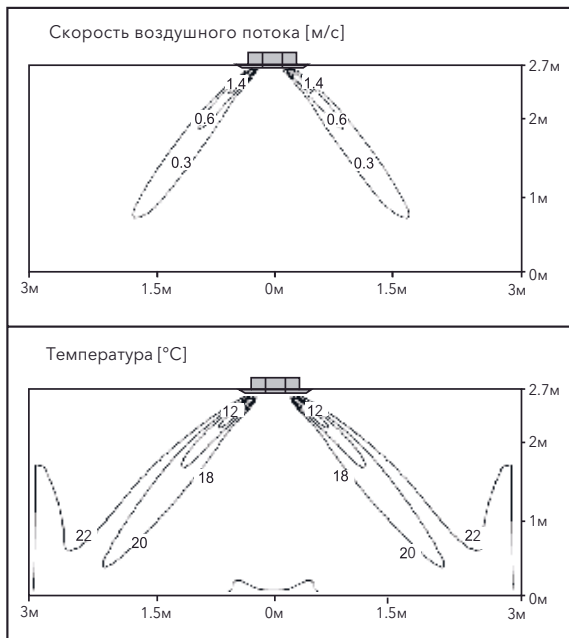 Скорость воздушного потока [м/с]
2.7м
1.4 1.4
0.6 0.6 2м
0.3 0.3
1м
0м
3м 1.5м 0м 1.5м 3м
Температура [°C]
2.7м
12 12
2м
18 18
22 20 20 22 1м
0м
3м 1.5м 0м 1.5м 3м